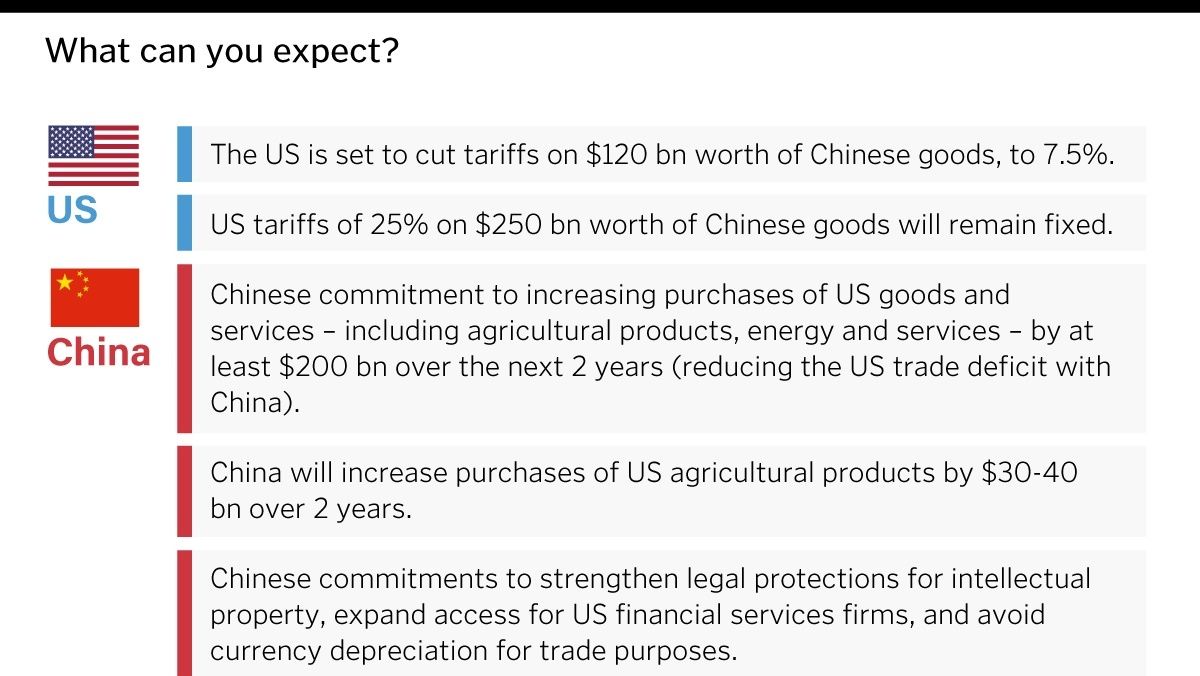 What can you expect?
US
The US is set to cut tariffs on $120 bn worth of Chinese goods, to 7.5%.
US tariffs of 25% on $250 bn worth of Chinese goods will remain fixed.
China
Chinese commitment to increasing purchases of US goods and
services – including agricultural products, energy and services – by at
least $200 bn over the next 2 years (reducing the US trade deficit with
China).
China will increase purchases of US agricultural products by $30-40
bn over 2 years.
Chinese commitments to strengthen legal protections for intellectual
property, expand access for US financial services firms, and avoid
currency depreciation for trade purposes.